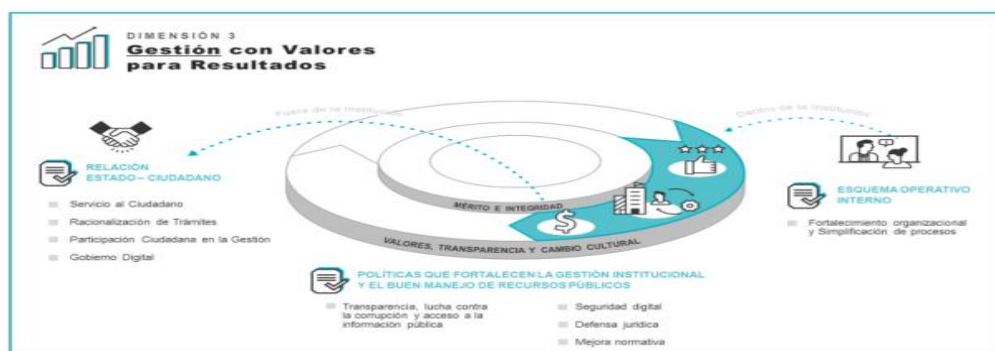 DIMENSIÓN 3
Gestión con Valores
para Resultados
Fuera de la Institución
Dentro de la Institución
RELACIÓN
ESTADO – CIUDADANO
Servicio al Ciudadano
Racionalización de Trámites
Participación Ciudadana en la Gestión
Gobierno Digital
MÉRITO E INTEGRIDAD
VALORES, TRANSPARENCIA Y CAMBIO CULTURAL
$
ESQUEMA OPERATIVO
INTERNO
Fortalecimiento organizacional
y Simplificación de procesos
POLÍTICAS QUE FORTALECEN LA GESTIÓN INSTITUCIONAL
Y EL BUEN MANEJO DE RECURSOS PÚBLICOS
Transparencia, lucha contra
la corrupción y acceso a la
información pública
Seguridad digital
Defensa jurídica
Mejora normativa